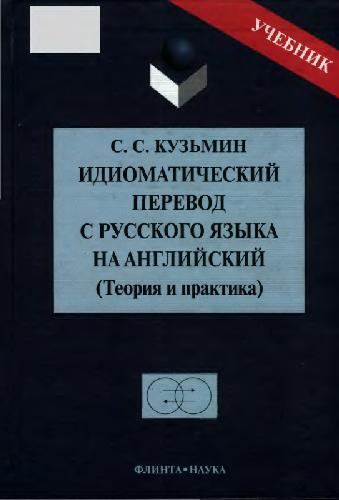 УЧЕБНИК
С. С. КУЗЬМИН
ИДИОМАТИЧЕСКИЙ
ПЕРЕВОД
С РУССКОГО ЯЗЫКА
НА АНГЛИЙСКИЙ
(Теория и практика)
ФЛИНТА•НАУКА